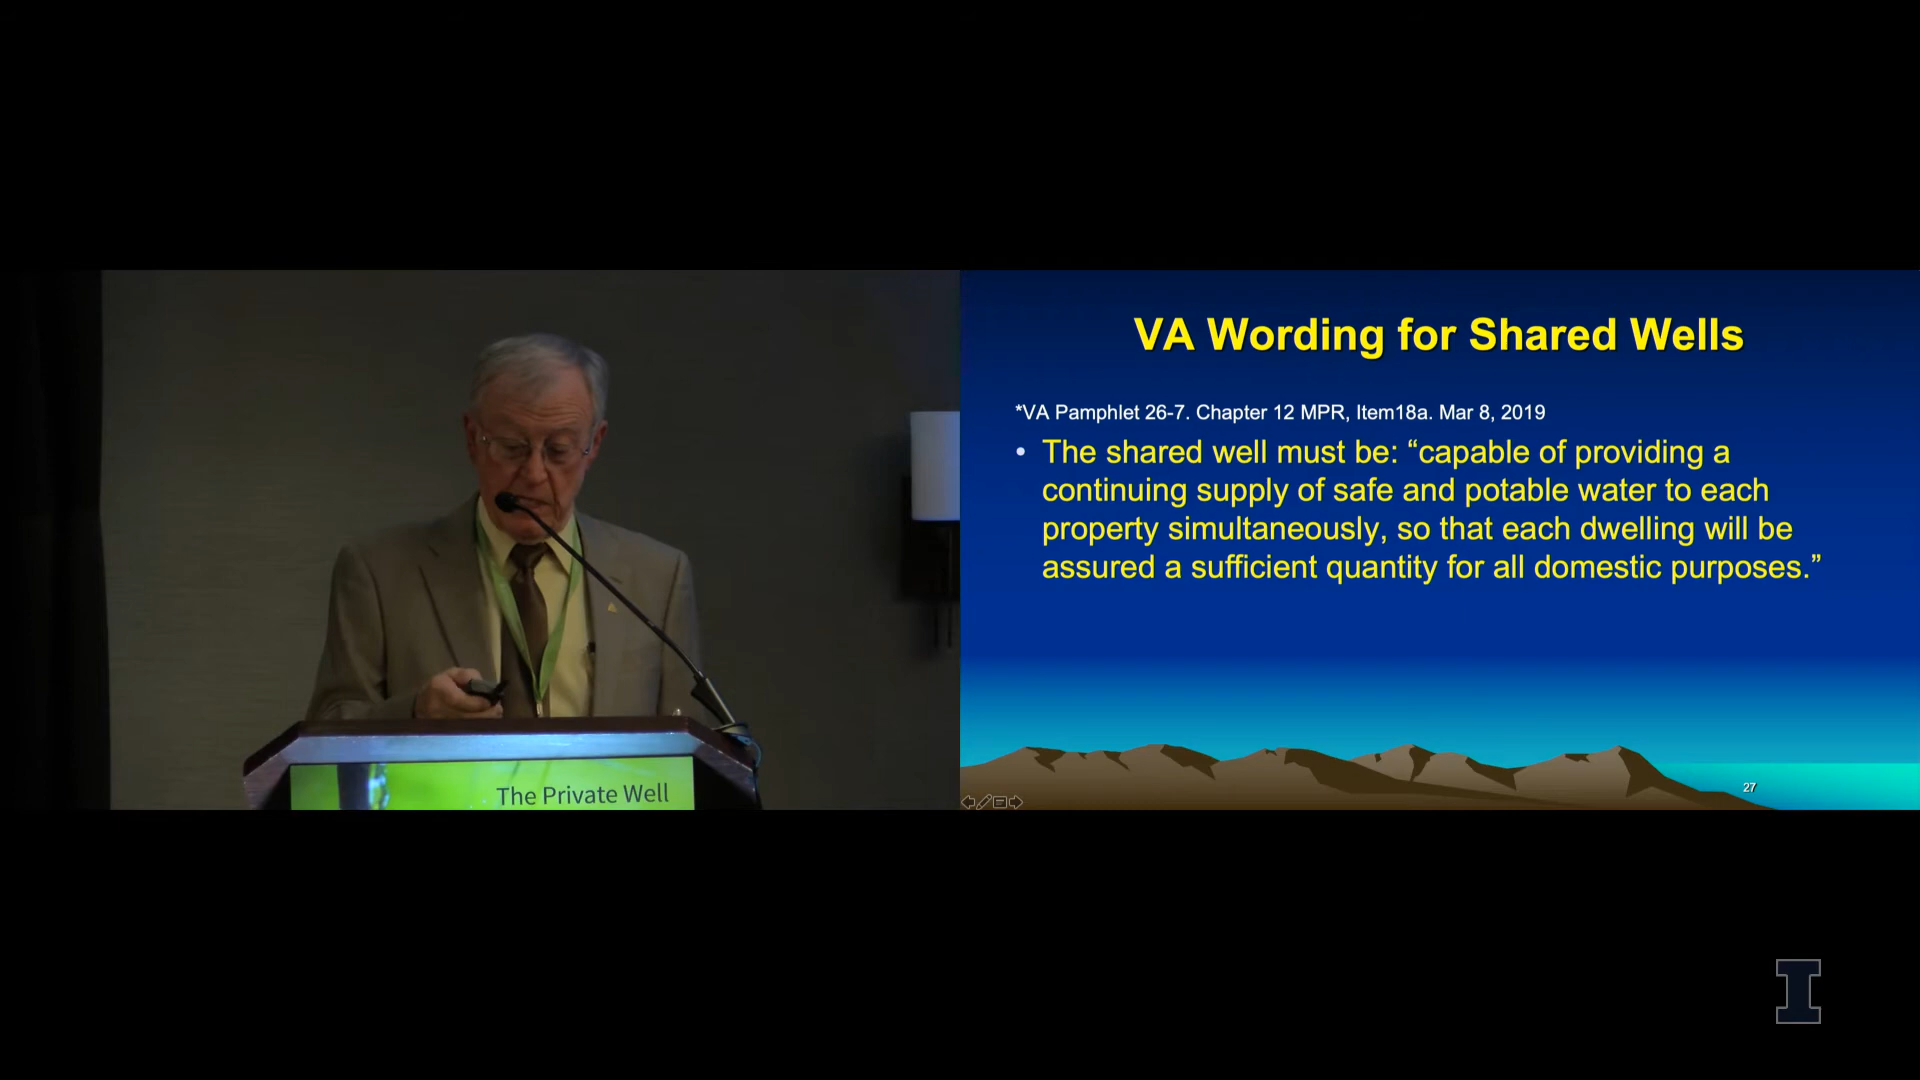 VA Wording for Shared Wells
*VA Pamphlet 26-7. Chapter 12 MPR, Item18a. Mar 8, 2019
• The shared well must be: “capable of providing a
continuing supply of safe and potable water to each
property simultaneously, so that each dwelling will be
assured a sufficient quantity for all domestic purposes.”
27
The Private Well
I